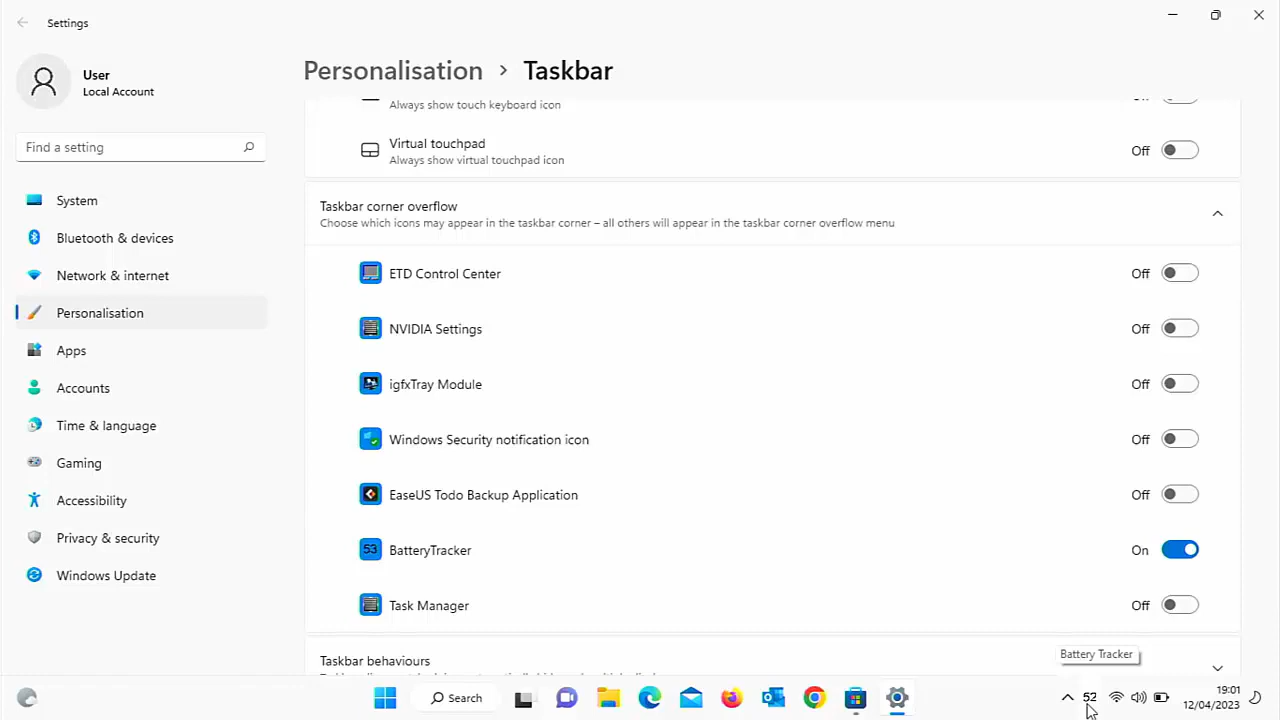 Settings
User
Local Account
Find a setting
System
Bluetooth & devices
Network & internet
Personalisation
Apps
Accounts
Time & language
Gaming
Accessibility
Privacy & security
Windows Update
Personalisation > Taskbar
Always show touch keyboard icon
Virtual touchpad
Always show virtual touchpad icon
Off
Taskbar corner overflow
Choose which icons may appear in the taskbar corner – all others will appear in the taskbar corner overflow menu
ETD Control Center Off
NVIDIA Settings Off
igfxTray Module Off
Windows Security notification icon Off
EaseUS Todo Backup Application Off
53 BatteryTracker On
Task Manager Off
Taskbar behaviours
Battery Tracker
Search
52
19:01
12/04/2023